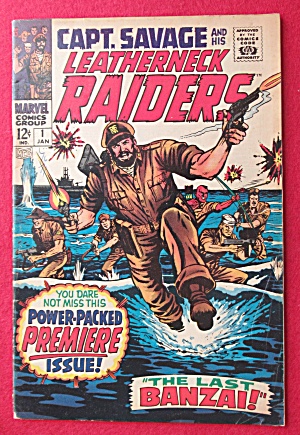 CAPT. SAVAGE AND HIS
LEATHERNECK
RAIDERS
APPROVED
BY THE
COMICS
CODE
AUTHORITY
MARVEL
COMICS
GROUP
12¢
IND.
1
JAN
YOU DARE
NOT MISS THIS
POWER-PACKED
PREMIERE
ISSUE!
"THE LAST
BANZAI!"